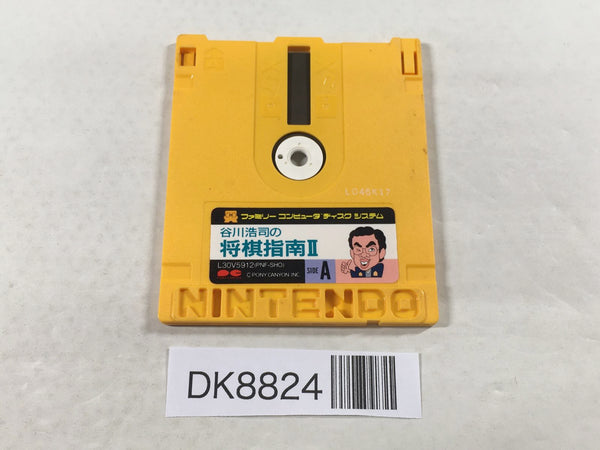 L046X17
ファミリー コンピュータ ディスク システム
谷川浩司の
将棋指南II
L30V5912(PNF-SHO)
© PONY CANYON INC.
SIDE A
PC
NINTENDO
DK8824